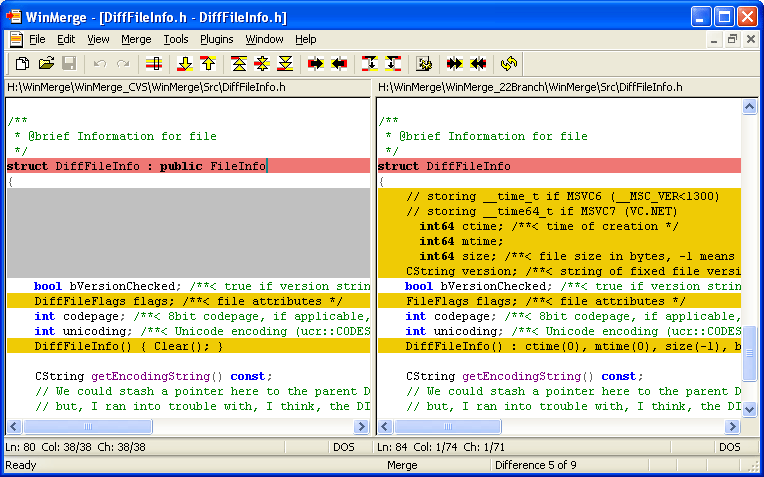 WinMerge - [DiffFileInfo.h - DiffFileInfo.h]
File Edit View Merge Tools Plugins Window Help
H:\WinMerge\WinMerge_CVS\WinMerge\Src\DiffFileInfo.h
/**
* @brief Information for file
*/
struct DiffFileInfo : public FileInfo
{
bool bVersionChecked; /**< true if version strin
DiffFileFlags flags; /**< file attributes */
int codepage; /**< 8bit codepage, if applicable,
int unicoding; /**< Unicode encoding (ucr::CODES
DiffFileInfo() { Clear(); }
CString getEncodingString() const;
// We could stash a pointer here to the parent D
// but, I ran into trouble with, I think, the DI
Ln: 80 Col: 38/38 Ch: 38/38 DOS
H:\WinMerge\WinMerge_22Branch\WinMerge\Src\DiffFileInfo.h
/**
* @brief Information for file
*/
struct DiffFileInfo
{
// storing __time_t if MSVC6 (__MSC_VER<1300)
// storing __time64_t if MSVC7 (VC.NET)
int64 ctime; /**< time of creation */
int64 mtime;
int64 size; /**< file size in bytes, -1 means
CString version; /**< string of fixed file versi
bool bVersionChecked; /**< true if version strin
FileFlags flags; /**< file attributes */
int codepage; /**< 8bit codepage, if applicable,
int unicoding; /**< Unicode encoding (ucr::CODES
DiffFileInfo() : ctime(0), mtime(0), size(-1), b
CString getEncodingString() const;
// We could stash a pointer here to the parent D
// but, I ran into trouble with, I think, the DI
Ln: 84 Col: 1/74 Ch: 1/71 DOS
Ready Merge Difference 5 of 9